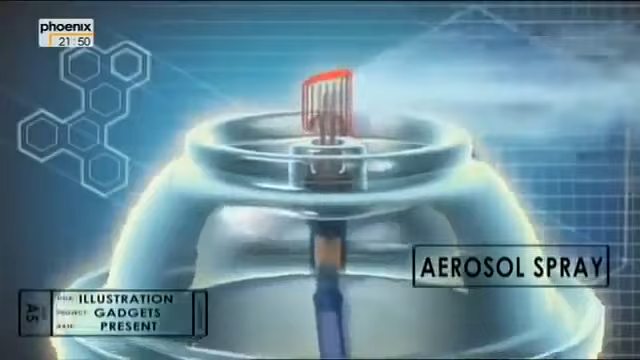 phoenix
21:50
AEROSOL SPRAY
ILLUSTRATION
GADGETS
PRESENT
A5